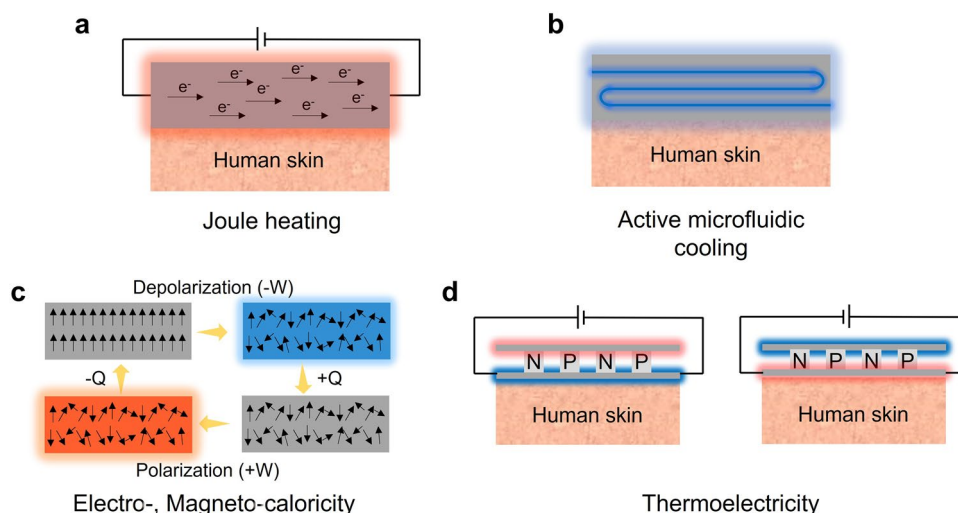 a
e-
e-
e-
e-
e-
e-
e-
e-
Human skin
Joule heating
b
Human skin
Active microfluidic
cooling
c
Depolarization (-W)
-Q
+Q
Polarization (+W)
Electro-, Magneto-caloricity
d
N P N P
Human skin
N P N P
Human skin
Thermoelectricity